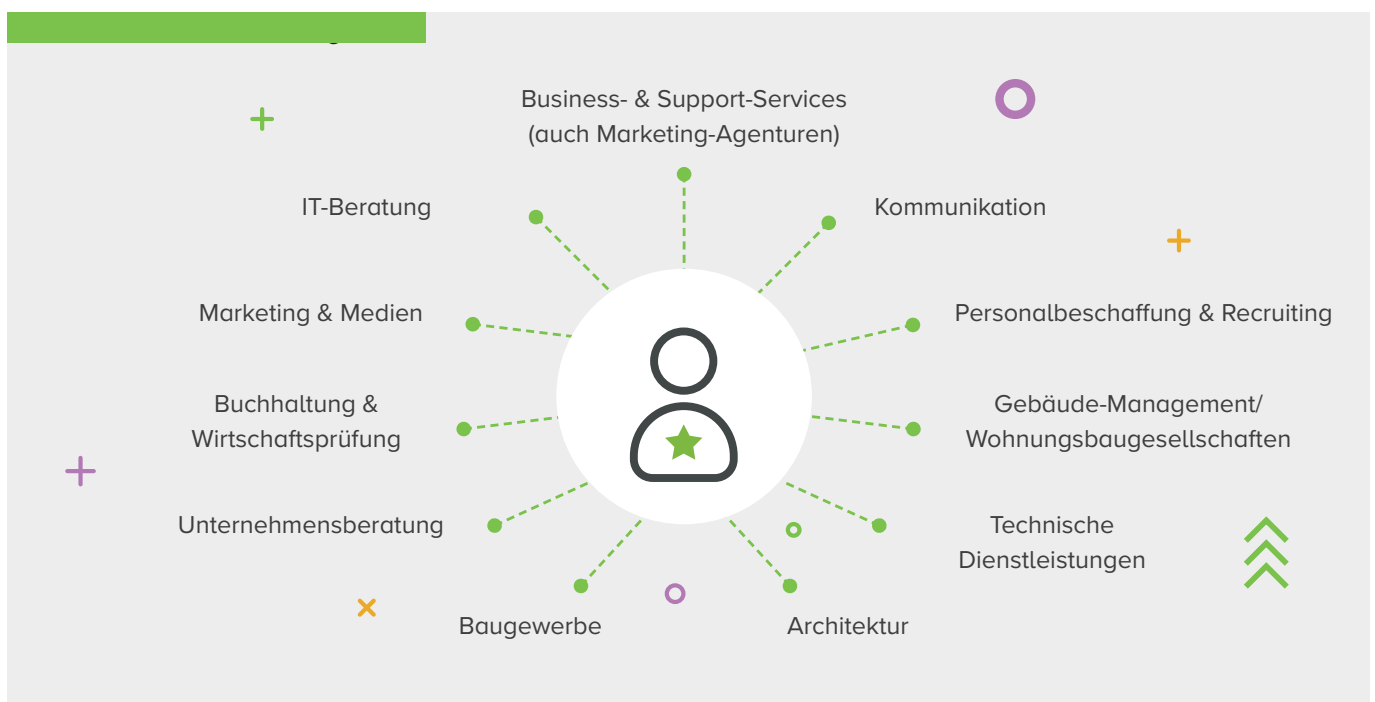 Business- & Support-Services
(auch Marketing-Agenturen)
IT-Beratung
Kommunikation
Marketing & Medien
Personalbeschaffung & Recruiting
Buchhaltung &
Wirtschaftsprüfung
Gebäude-Management/
Wohnungsbaugesellschaften
Unternehmensberatung
Technische
Dienstleistungen
Baugewerbe
Architektur